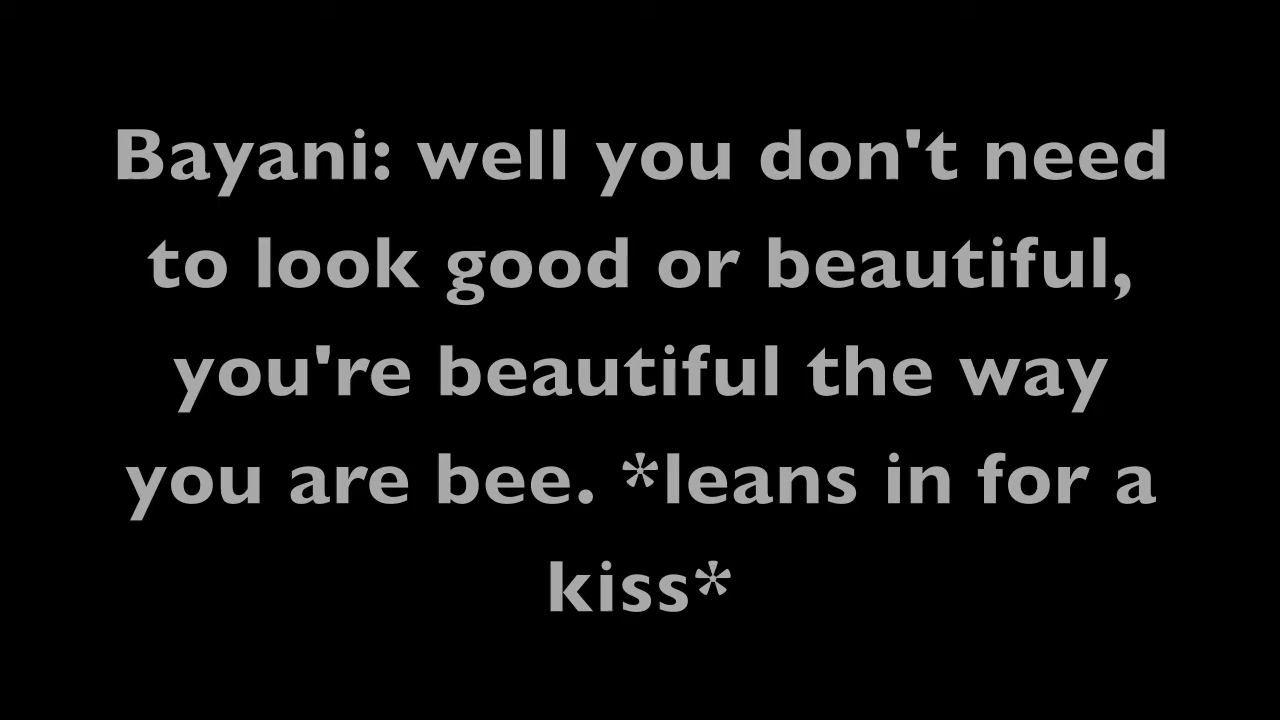 Bayani: well you don't need
to look good or beautiful,
you're beautiful the way
you are bee. *leans in for a
kiss*